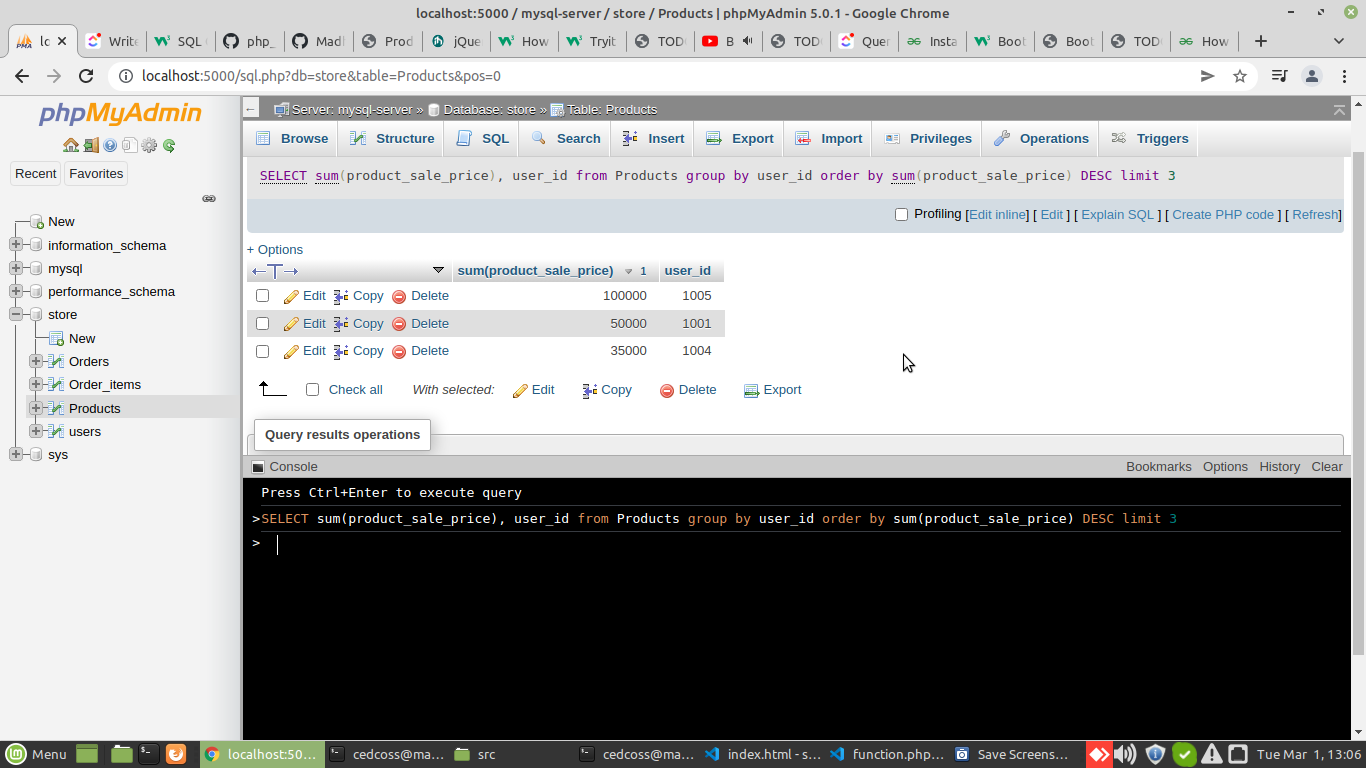 localhost:5000 / mysql-server / store / Products | phpMyAdmin 5.0.1 - Google Chrome
lo Write SQL php_ Madh Prod jQue How Tryit TOD B TOD Quer Insta Boot Boot TOD How
localhost:5000/sql.php?db=store&table=Products&pos=0
phpMyAdmin
Recent Favorites
New
information_schema
mysql
performance_schema
store
New
Orders
Order_items
Products
users
sys
Server: mysql-server » Database: store » Table: Products
Browse Structure SQL Search Insert Export Import Privileges Operations Triggers
SELECT sum(product_sale_price), user_id from Products group by user_id order by sum(product_sale_price) DESC limit 3
Profiling [Edit inline] [ Edit ] [ Explain SQL ] [ Create PHP code ] [ Refresh]
+ Options
sum(product_sale_price) 1 user_id
Edit Copy Delete 100000 1005
Edit Copy Delete 50000 1001
Edit Copy Delete 35000 1004
Check all With selected: Edit Copy Delete Export
Query results operations
Console Bookmarks Options History Clear
Press Ctrl+Enter to execute query
>SELECT sum(product_sale_price), user_id from Products group by user_id order by sum(product_sale_price) DESC limit 3
>
Menu localhost:50... cedcoss@ma... src cedcoss@ma... index.html - s... function.php... Save Screens... Tue Mar 1, 13:06